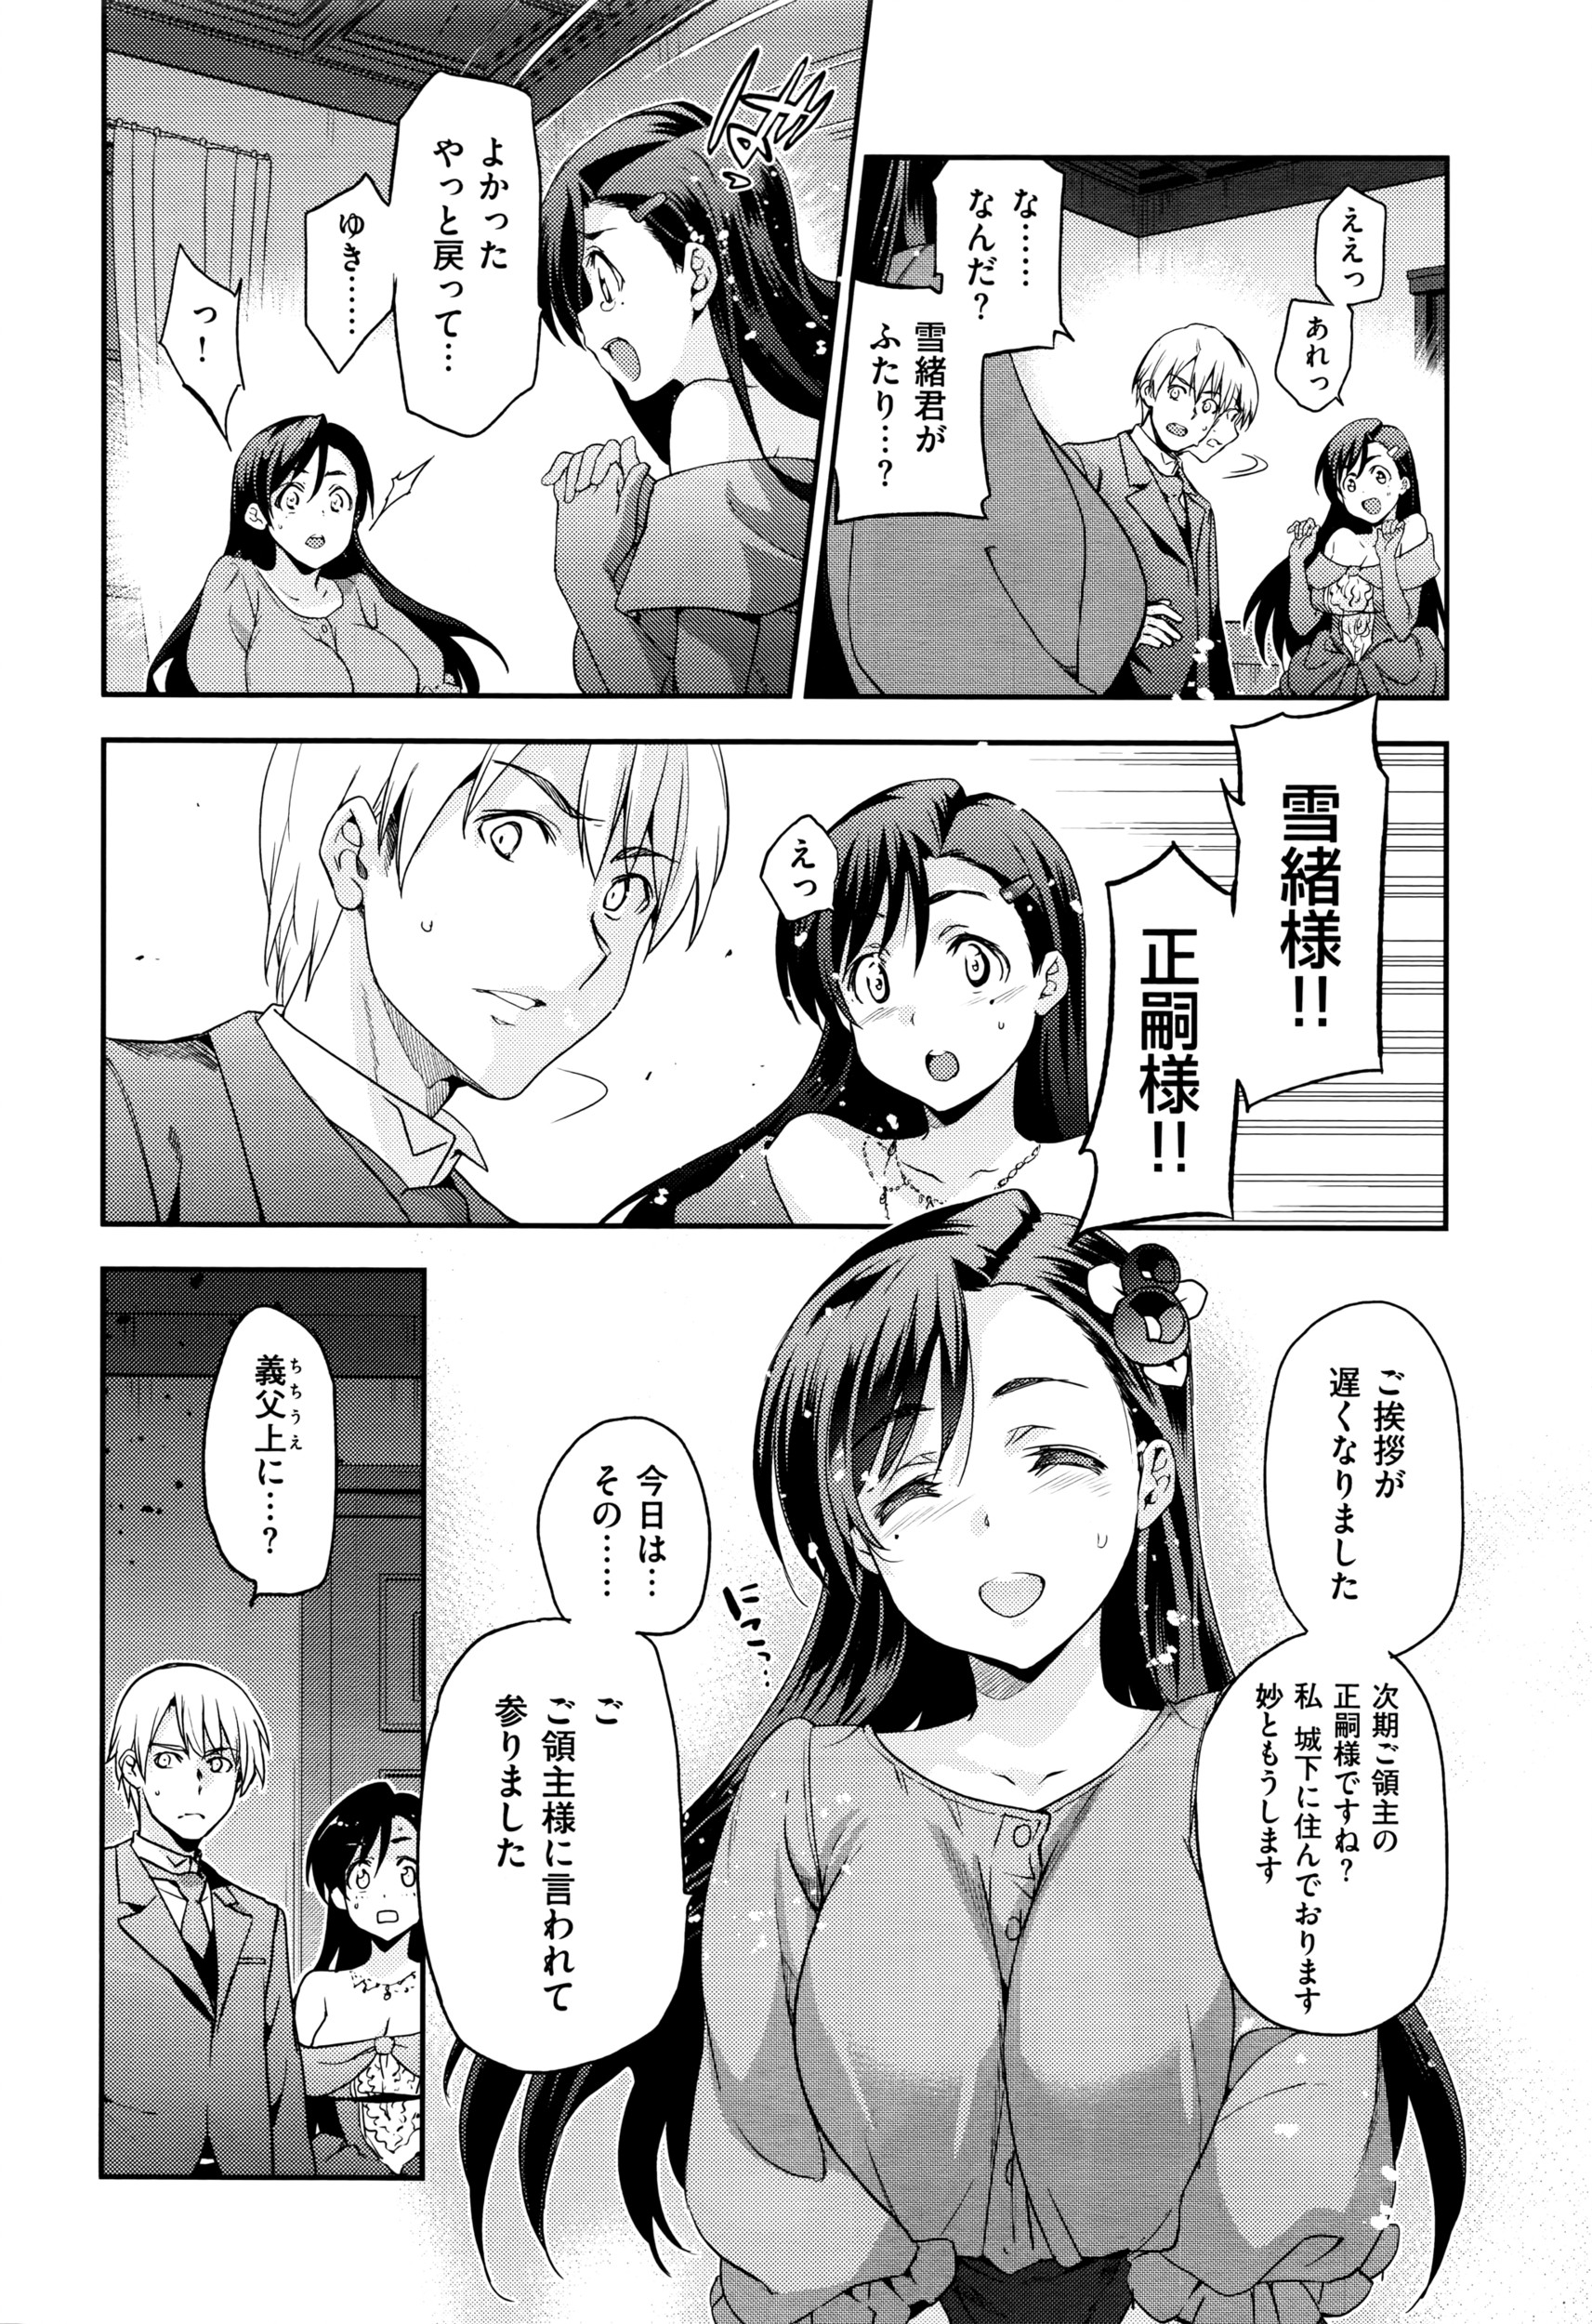 ええっ
あれっ
な……
なんだ?
雪緒君が
ふたり…?
ぱあああ
よかった
やっと戻って…
ゆき……
っ!
雪緒様!!
正嗣様!!
えっ
ご挨拶が
遅くなりました
次期ご領主の
正嗣様ですね?
私 城下に住んでおります
妙ともうします
にこっ…
今日は…
その……
ご
ご領主様に言われて
参りました
ちちうえ
義父上に…?